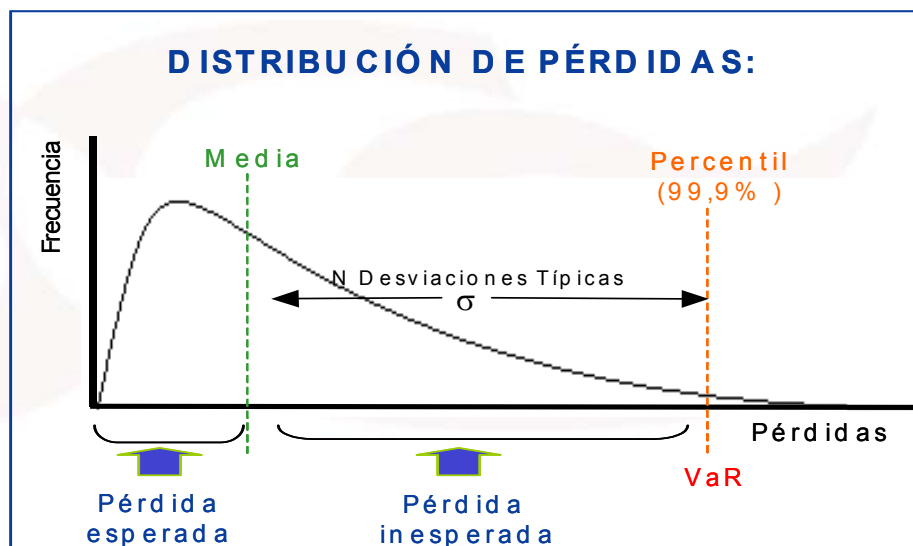 DISTRIBUCIÓN DE PÉRDIDAS:
Frecuencia
Media
Percentil
(99,9% )
N Desviaciones Típicas
σ
Pérdidas
VaR
Pérdida
esperada
Pérdida
inesperada